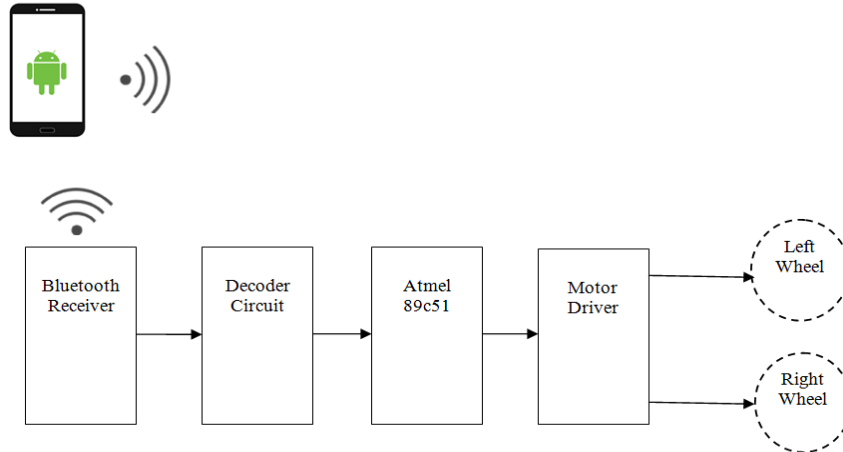 Bluetooth
Receiver
Decoder
Circuit
Atmel
89c51
Motor
Driver
Left
Wheel
Right
Wheel